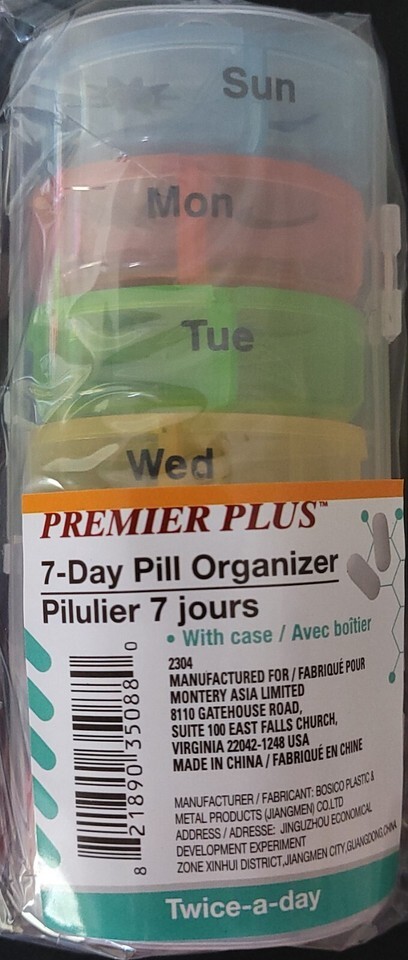 Sun
Mon
Tue
Wed
PREMIER PLUS™
7-Day Pill Organizer
Pilulier 7 jours
• With case / Avec boîtier
2304
MANUFACTURED FOR / FABRIQUÉ POUR
MONTERY ASIA LIMITED
8110 GATEHOUSE ROAD,
SUITE 100 EAST FALLS CHURCH,
VIRGINIA 22042-1248 USA
MADE IN CHINA / FABRIQUÉ EN CHINE
8 21890 35088 0
MANUFACTURER / FABRICANT: BOSICO PLASTIC &
METAL PRODUCTS (JIANGMEN) CO.LTD
ADDRESS / ADRESSE: JINGUZHOU ECONOMICAL
DEVELOPMENT EXPERIMENT
ZONE XINHUI DISTRICT,JIANGMEN CITY,GUANGDONG,CHINA
Twice-a-day